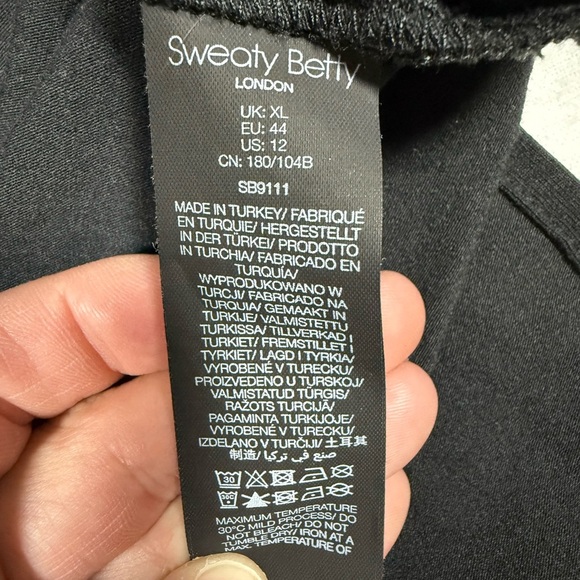 Sweaty Betty
LONDON
UK: XL
EU: 44
US: 12
CN: 180/104B
SB9111
MADE IN TURKEY/ FABRIQUÉ
EN TURQUIE/ HERGESTELLT
IN DER TÜRKEI/ PRODOTTO
IN TURCHIA/ FABRICADO EN
TURQUÍA/
WYPRODUKOWANO W
TURCJI/ FABRICADO NA
TURQUIA/ GEMAAKT IN
TURKIJE/ VALMISTETTU
TURKISSA/ TILLVERKAD I
TURKIET/ FREMSTILLET I
TYRKIET/ LAGD I TYRKIA/
VYROBENÉ V TURECKU/
PROIZVEDENO U TURSKOJ/
VALMISTATUD TÜRGIS/
RAŽOTS TURCIJĀ/
PAGAMINTA TURKIJOJE/
VYROBENÉ V TURECKU/
IZDELANO V TURČIJI/ 土耳其
制造/ صنع في تركيا
30
MAXIMUM TEMPERATURE
30°C MILD PROCESS/ DO
NOT BLEACH/ DO NOT
TUMBLE DRY/ IRON AT A
MAX. TEMPERATURE OF